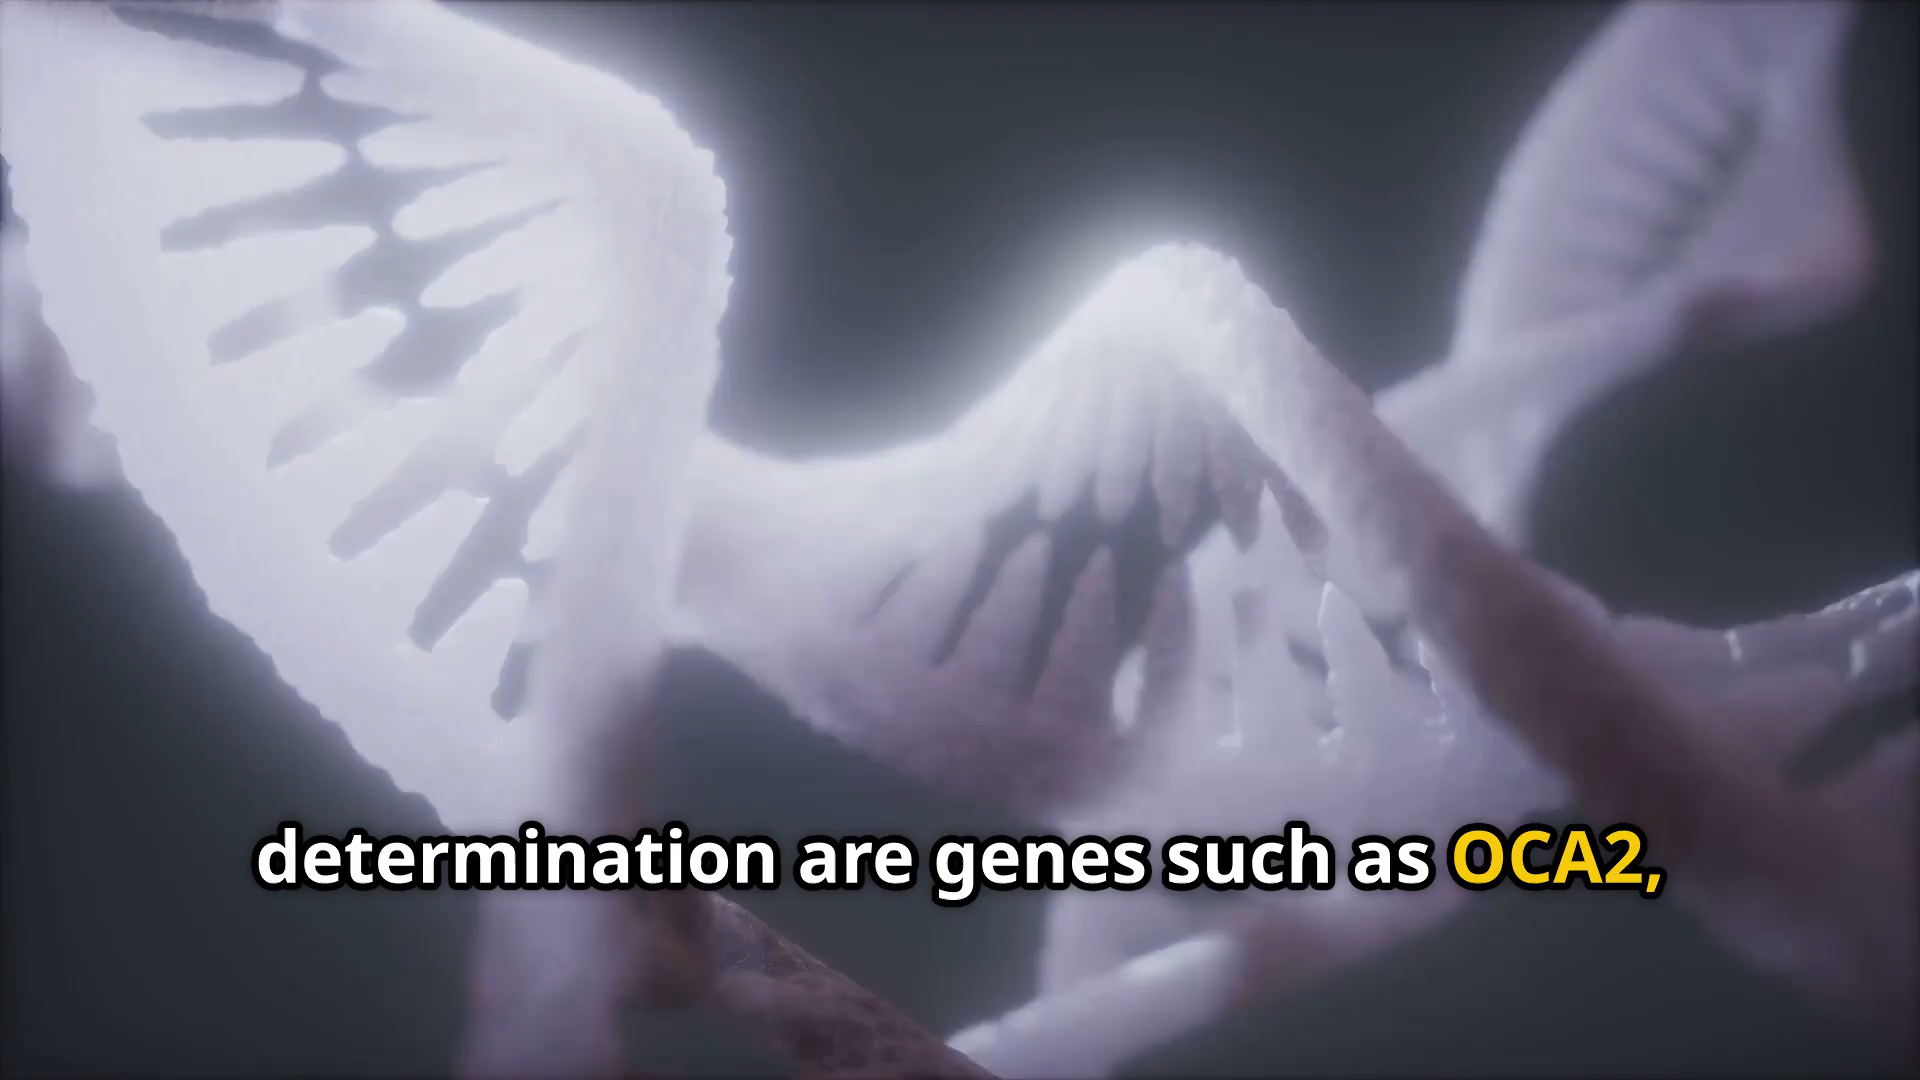 determination are genes such as OCA2,